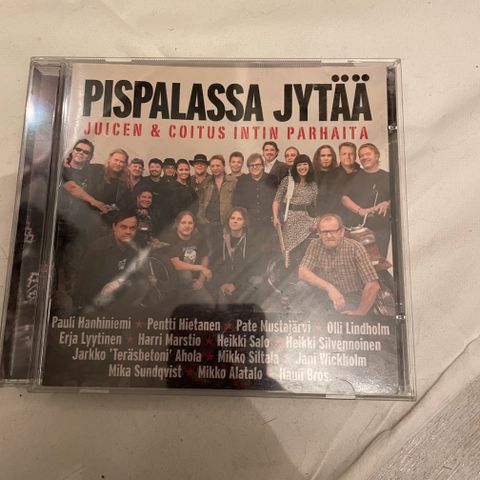 PISPALASSA JYTÄÄ
JUICEN & COITUS INTIN PARHAITA
Pauli Hanhiniemi ★ Pentti Hietanen ★ Pate Mustajärvi ★ Olli Lindholm
Erja Lyytinen ★ Harri Marstio ★ Heikki Salo ★ Heikki Silvennoinen
Jarkko 'Teräsbetoni' Ahola ★ Mikko Siltala ★ Jani Wickholm
Mika Sundqvist ★ Mikko Alatalo ★ Hauli Bros.